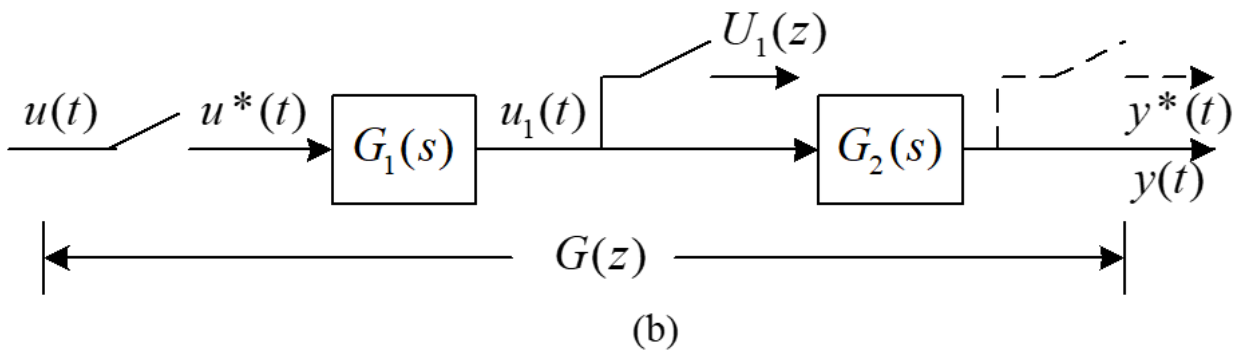 U₁(z)
u(t) u*(t) G₁(s) u₁(t) G₂(s) y*(t)
y(t)
G(z)
(b)